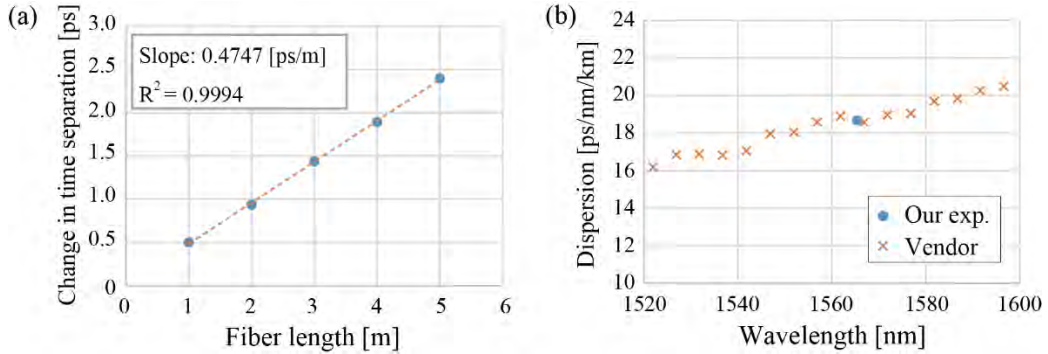 (a)
Change in time separation [ps]
3.0
2.5
2.0
1.5
1.0
0.5
0
Slope: 0.4747 [ps/m]
R² = 0.9994
0 1 2 3 4 5 6
Fiber length [m]
(b)
Dispersion [ps/nm/km]
24
22
20
18
16
14
12
10
Our exp.
Vendor
1520 1540 1560 1580 1600
Wavelength [nm]